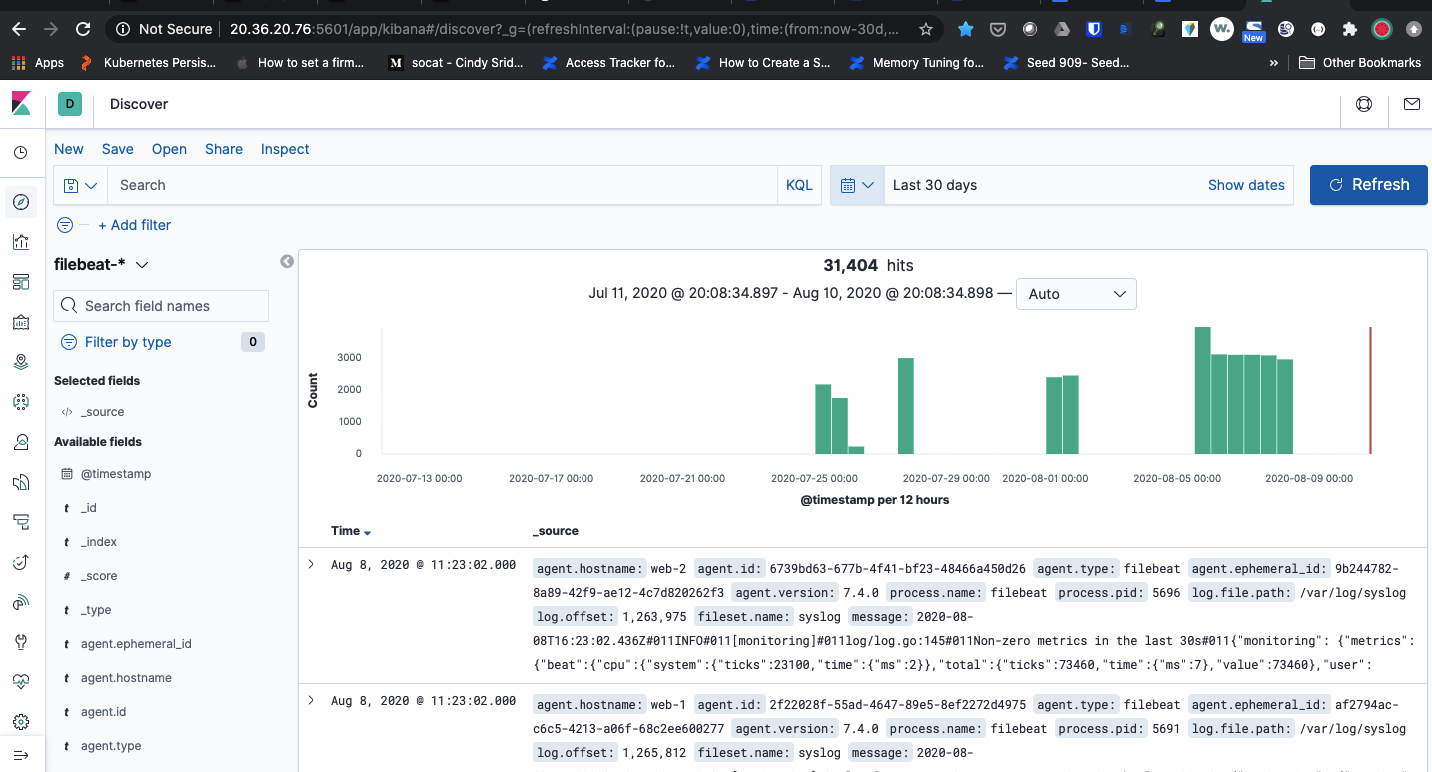 Not Secure 20.36.20.76:5601/app/kibana#/discover?_g=(refreshInterval:(pause:!t,value:0),time:(from:now-30d,...
New
Apps Kubernetes Persis... How to set a firm... socat - Cindy Srid... Access Tracker fo... How to Create a S... Memory Tuning fo... Seed 909- Seed... » Other Bookmarks
D Discover
New Save Open Share Inspect
Search KQL Last 30 days Show dates Refresh
+ Add filter
filebeat-*
Search field names
Filter by type 0
Selected fields
_source
Available fields
@timestamp
t _id
t _index
# _score
t _type
t agent.ephemeral_id
t agent.hostname
t agent.id
t agent.type
31,404 hits
Jul 11, 2020 @ 20:08:34.897 - Aug 10, 2020 @ 20:08:34.898 — Auto
Count
3000
2000
1000
0
2020-07-13 00:00 2020-07-17 00:00 2020-07-21 00:00 2020-07-25 00:00 2020-07-29 00:00 2020-08-01 00:00 2020-08-05 00:00 2020-08-09 00:00
@timestamp per 12 hours
Time _source
Aug 8, 2020 @ 11:23:02.000 agent.hostname: web-2 agent.id: 6739bd63-677b-4f41-bf23-48466a450d26 agent.type: filebeat agent.ephemeral_id: 9b244782-
8a89-42f9-ae12-4c7d820262f3 agent.version: 7.4.0 process.name: filebeat process.pid: 5696 log.file.path: /var/log/syslog
log.offset: 1,263,975 fileset.name: syslog message: 2020-08-
08T16:23:02.436Z#011INFO#011[monitoring]#011log/log.go:145#011Non-zero metrics in the last 30s#011{"monitoring": {"metrics":
{"beat":{"cpu":{"system":{"ticks":23100,"time":{"ms":2}},"total":{"ticks":73460,"time":{"ms":7},"value":73460},"user":
Aug 8, 2020 @ 11:23:02.000 agent.hostname: web-1 agent.id: 2f22028f-55ad-4647-89e5-8ef2272d4975 agent.type: filebeat agent.ephemeral_id: af2794ac-
c6c5-4213-a06f-68c2ee600277 agent.version: 7.4.0 process.name: filebeat process.pid: 5691 log.file.path: /var/log/syslog
log.offset: 1,265,812 fileset.name: syslog message: 2020-08-